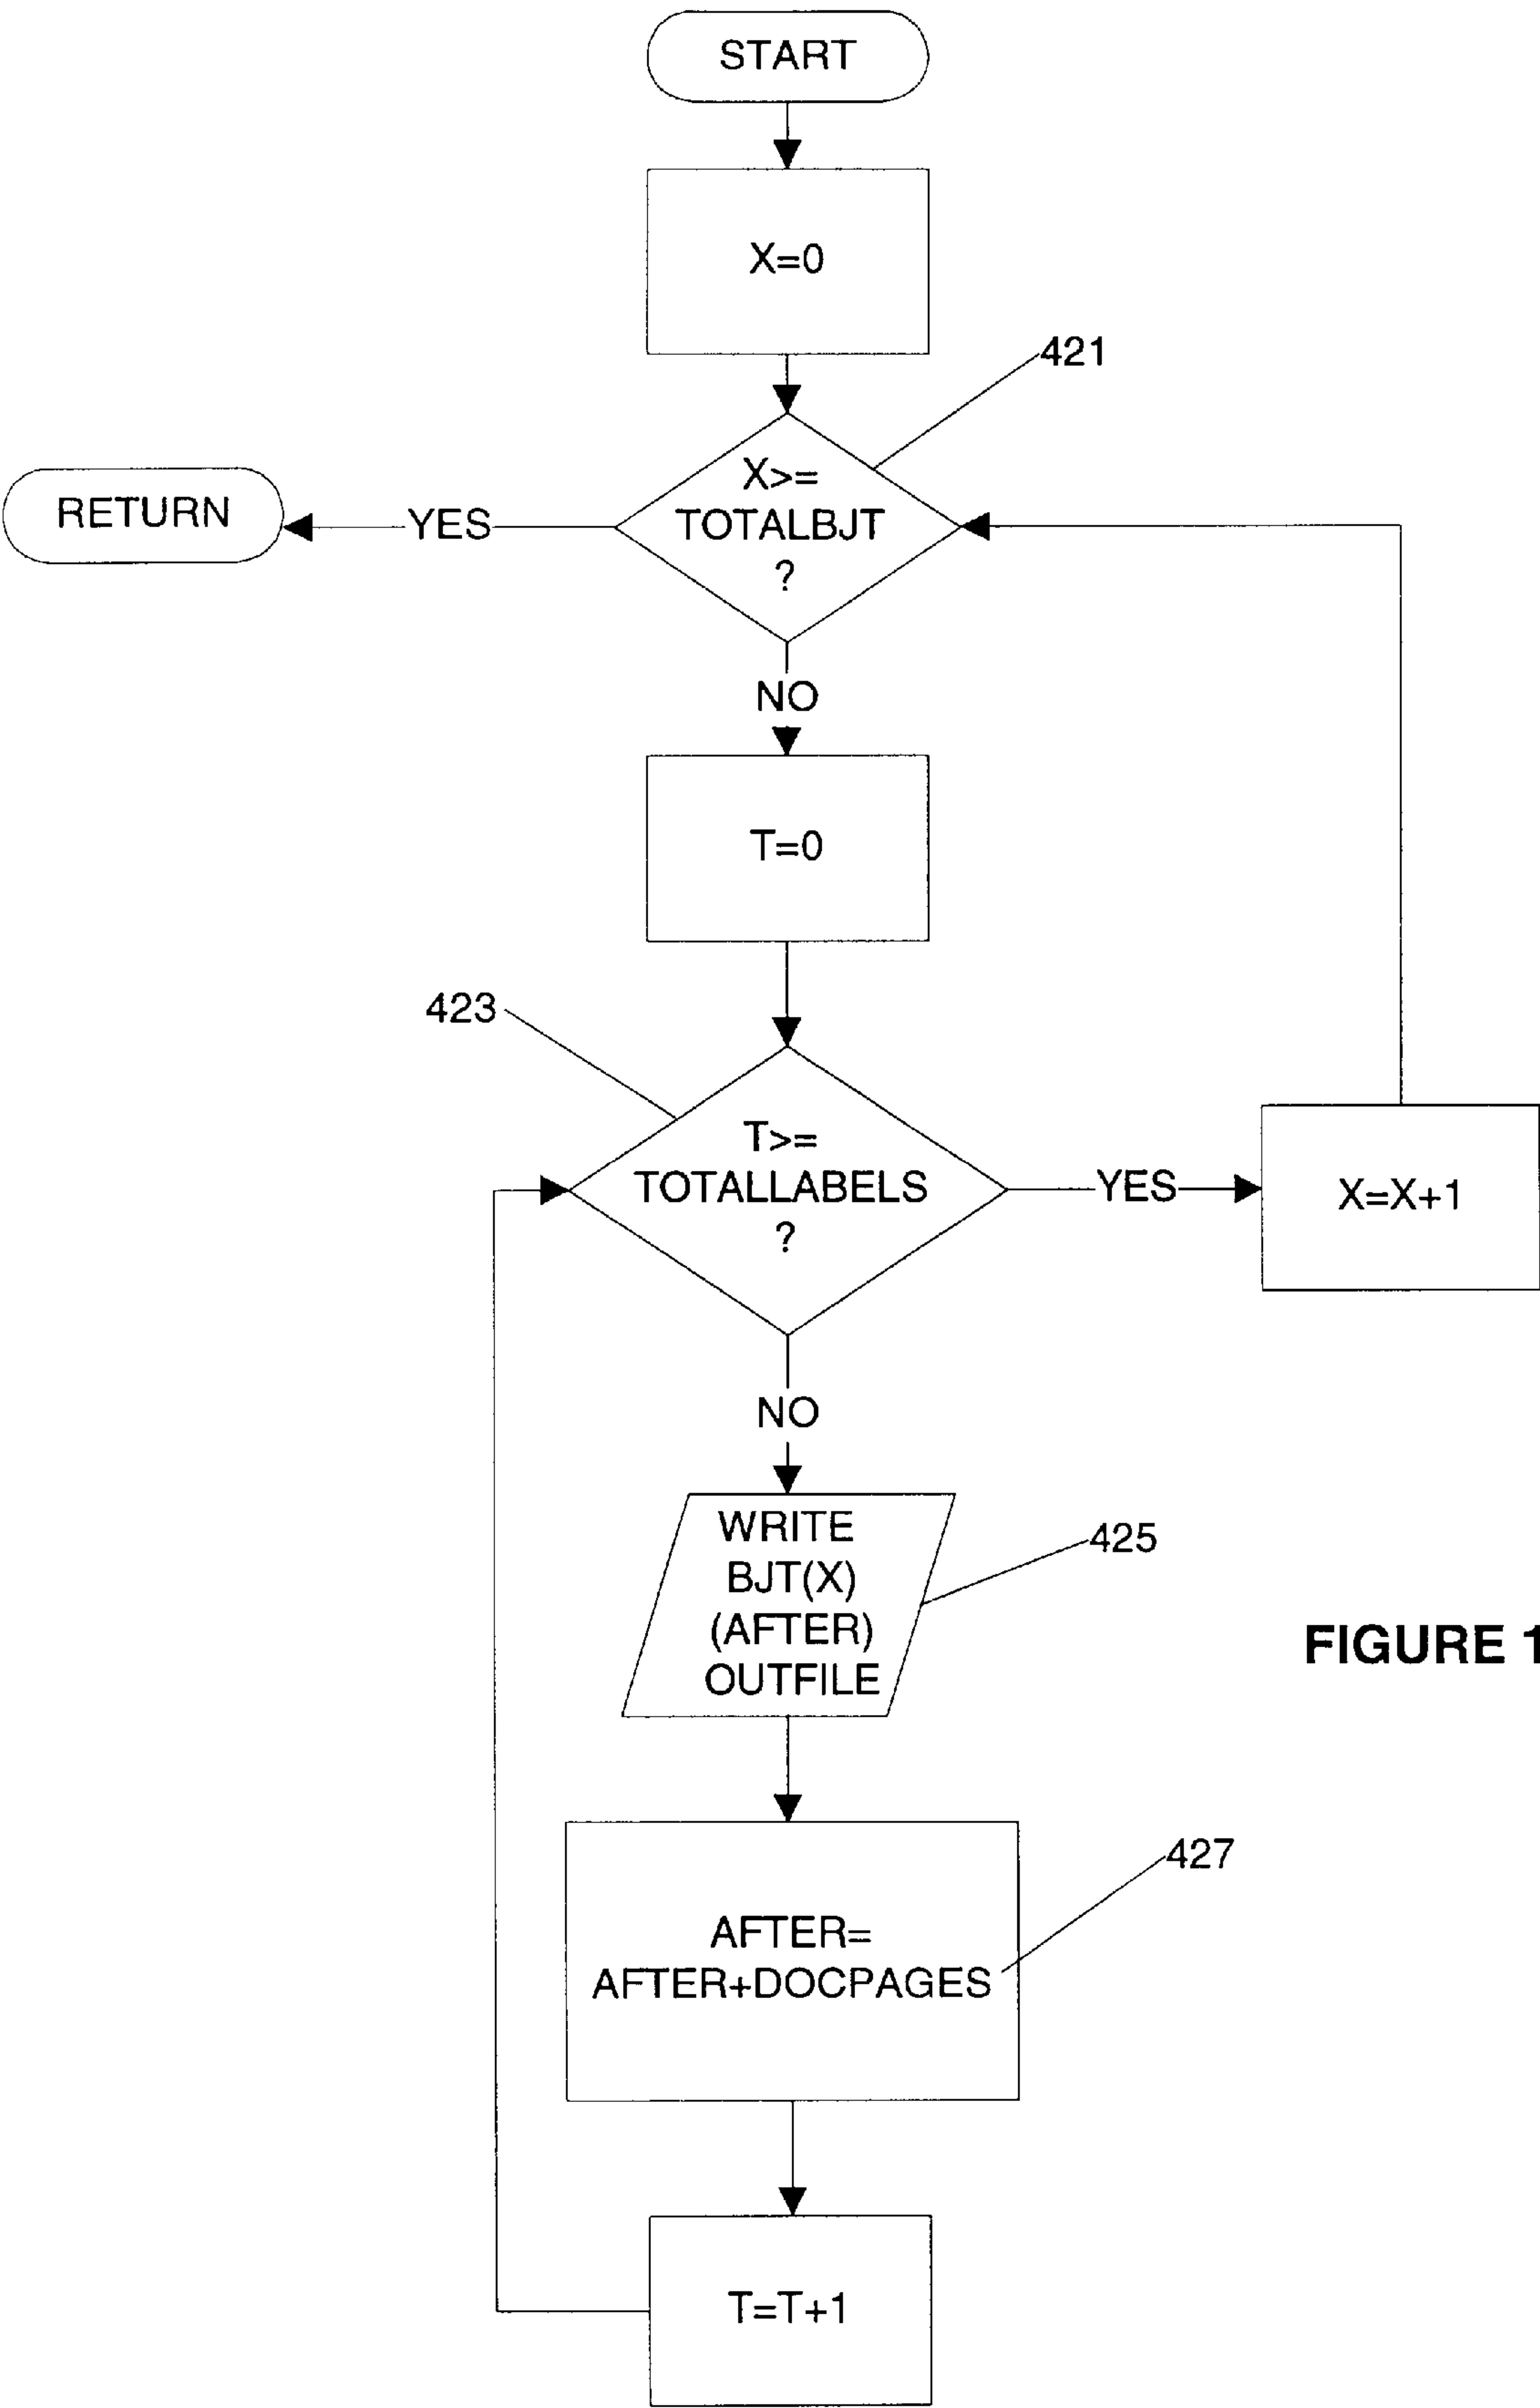 START
X=0
421
X>=
TOTALBJT
?
YES
RETURN
NO
T=0
423
T>=
TOTALLABELS
?
YES
X=X+1
NO
WRITE
BJT(X)
(AFTER)
OUTFILE
425
FIGURE 1
AFTER=
AFTER+DOCPAGES
427
T=T+1